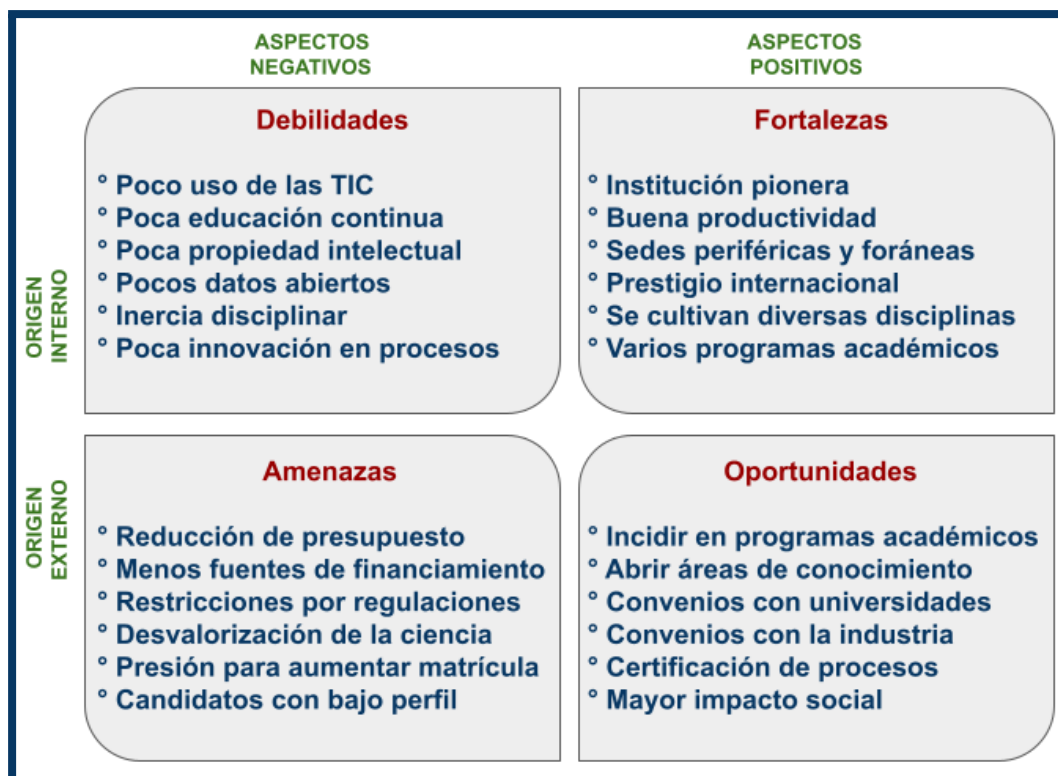 ASPECTOS
NEGATIVOS
ASPECTOS
POSITIVOS
ORIGEN
INTERNO
Debilidades
° Poco uso de las TIC
° Poca educación continua
° Poca propiedad intelectual
° Pocos datos abiertos
° Inercia disciplinar
° Poca innovación en procesos
Fortalezas
° Institución pionera
° Buena productividad
° Sedes periféricas y foráneas
° Prestigio internacional
° Se cultivan diversas disciplinas
° Varios programas académicos
ORIGEN
EXTERNO
Amenazas
° Reducción de presupuesto
° Menos fuentes de financiamiento
° Restricciones por regulaciones
° Desvalorización de la ciencia
° Presión para aumentar matrícula
° Candidatos con bajo perfil
Oportunidades
° Incidir en programas académicos
° Abrir áreas de conocimiento
° Convenios con universidades
° Convenios con la industria
° Certificación de procesos
° Mayor impacto social